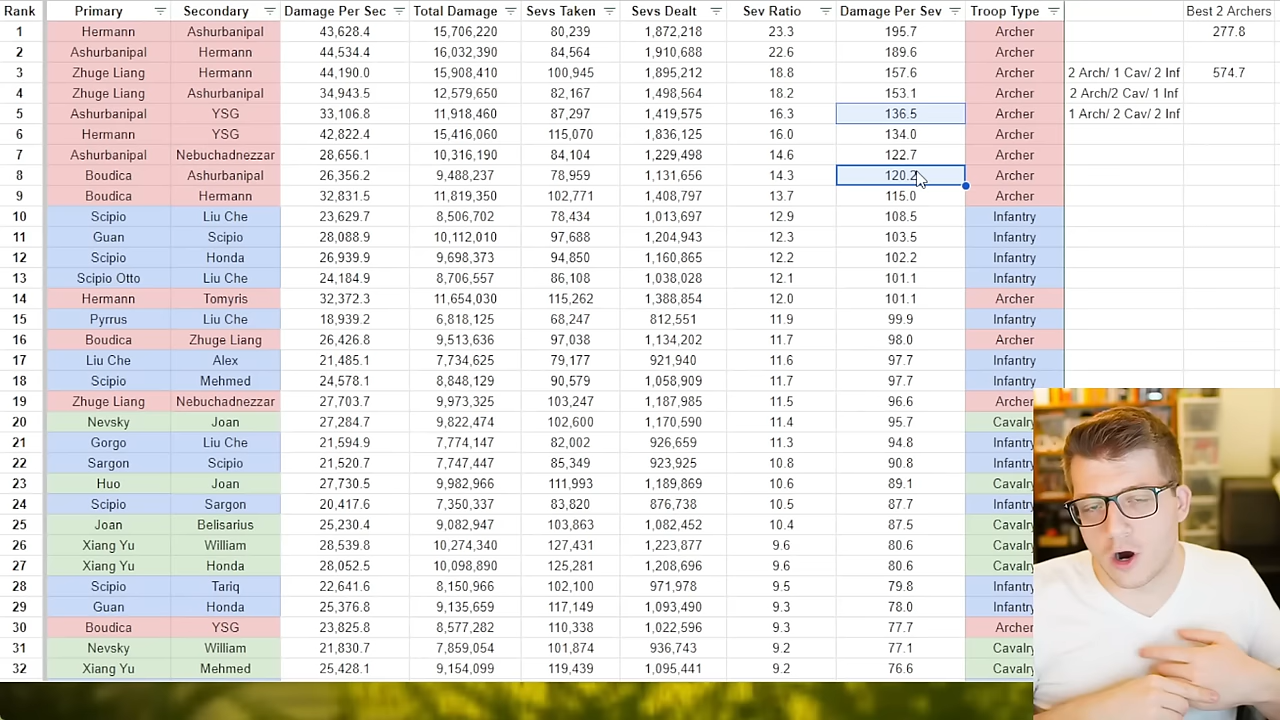 Rank Primary Secondary Damage Per Sec Total Damage Sevs Taken Sevs Dealt Sev Ratio Damage Per Sev Troop Type Best 2 Archers
1 Hermann Ashurbanipal 43,628.4 15,706,220 80,239 1,872,218 23.3 195.7 Archer 277.8
2 Ashurbanipal Hermann 44,534.4 16,032,390 84,564 1,910,688 22.6 189.6 Archer
3 Zhuge Liang Hermann 44,190.0 15,908,410 100,945 1,895,212 18.8 157.6 Archer 2 Arch/ 1 Cav/ 2 Inf 574.7
4 Zhuge Liang Ashurbanipal 34,943.5 12,579,650 82,167 1,498,564 18.2 153.1 Archer 2 Arch/2 Cav/ 1 Inf
5 Ashurbanipal YSG 33,106.8 11,918,460 87,297 1,419,575 16.3 136.5 Archer 1 Arch/ 2 Cav/ 2 Inf
6 Hermann YSG 42,822.4 15,416,060 115,070 1,836,125 16.0 134.0 Archer
7 Ashurbanipal Nebuchadnezzar 28,656.1 10,316,190 84,104 1,229,498 14.6 122.7 Archer
8 Boudica Ashurbanipal 26,356.2 9,488,237 78,959 1,131,656 14.3 120.2 Archer
9 Boudica Hermann 32,831.5 11,819,350 102,771 1,408,797 13.7 115.0 Archer
10 Scipio Liu Che 23,629.7 8,506,702 78,434 1,013,697 12.9 108.5 Infantry
11 Guan Scipio 28,088.9 10,112,010 97,688 1,204,943 12.3 103.5 Infantry
12 Scipio Honda 26,939.9 9,698,373 94,850 1,160,865 12.2 102.2 Infantry
13 Scipio Otto Liu Che 24,184.9 8,706,557 86,108 1,038,028 12.1 101.1 Infantry
14 Hermann Tomyris 32,372.3 11,654,030 115,262 1,388,854 12.0 101.1 Archer
15 Pyrrus Liu Che 18,939.2 6,818,125 68,247 812,551 11.9 99.9 Infantry
16 Boudica Zhuge Liang 26,426.8 9,513,636 97,038 1,134,202 11.7 98.0 Archer
17 Liu Che Alex 21,485.1 7,734,625 79,177 921,940 11.6 97.7 Infantry
18 Scipio Mehmed 24,578.1 8,848,129 90,579 1,058,909 11.7 97.7 Infantry
19 Zhuge Liang Nebuchadnezzar 27,703.7 9,973,325 103,247 1,187,985 11.5 96.6 Archer
20 Nevsky Joan 27,284.7 9,822,474 102,600 1,170,590 11.4 95.7 Cavalry
21 Gorgo Liu Che 21,594.9 7,774,147 82,002 926,659 11.3 94.8 Infantry
22 Sargon Scipio 21,520.7 7,747,447 85,349 923,925 10.8 90.8 Infantry
23 Huo Joan 27,730.5 9,982,966 111,993 1,189,869 10.6 89.1 Cavalry
24 Scipio Sargon 20,417.6 7,350,337 83,820 876,738 10.5 87.7 Infantry
25 Joan Belisarius 25,230.4 9,082,947 103,863 1,082,452 10.4 87.5 Cavalry
26 Xiang Yu William 28,539.8 10,274,340 127,431 1,223,877 9.6 80.6 Cavalry
27 Xiang Yu Honda 28,052.5 10,098,890 125,281 1,208,696 9.6 80.6 Cavalry
28 Scipio Tariq 22,641.6 8,150,966 102,100 971,978 9.5 79.8 Infantry
29 Guan Honda 25,376.8 9,135,659 117,149 1,093,490 9.3 78.0 Infantry
30 Boudica YSG 23,825.8 8,577,282 110,338 1,022,596 9.3 77.7 Archer
31 Nevsky William 21,830.7 7,859,054 101,874 936,743 9.2 77.1 Cavalry
32 Xiang Yu Mehmed 25,428.1 9,154,099 119,439 1,095,441 9.2 76.6 Cavalry